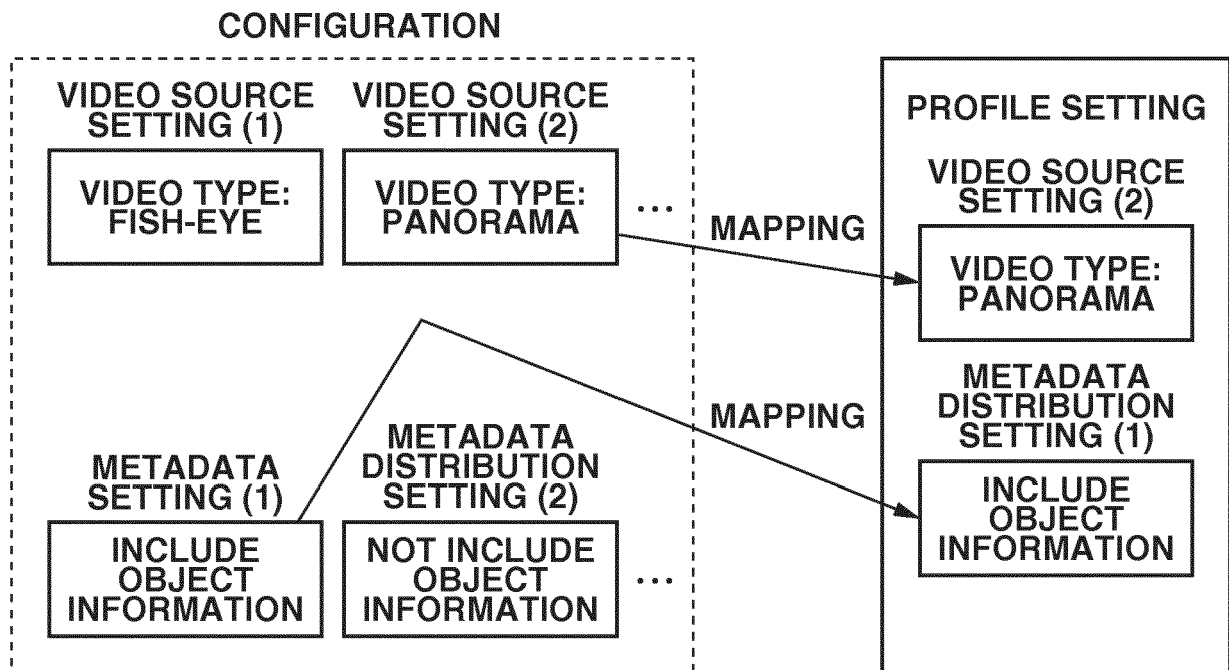 CONFIGURATION
VIDEO SOURCE
SETTING (1)
VIDEO TYPE:
FISH-EYE
VIDEO SOURCE
SETTING (2)
VIDEO TYPE:
PANORAMA
...
MAPPING
METADATA
SETTING (1)
INCLUDE
OBJECT
INFORMATION
METADATA
DISTRIBUTION
SETTING (2)
NOT INCLUDE
OBJECT
INFORMATION
...
MAPPING
PROFILE SETTING
VIDEO SOURCE
SETTING (2)
VIDEO TYPE:
PANORAMA
METADATA
DISTRIBUTION
SETTING (1)
INCLUDE
OBJECT
INFORMATION